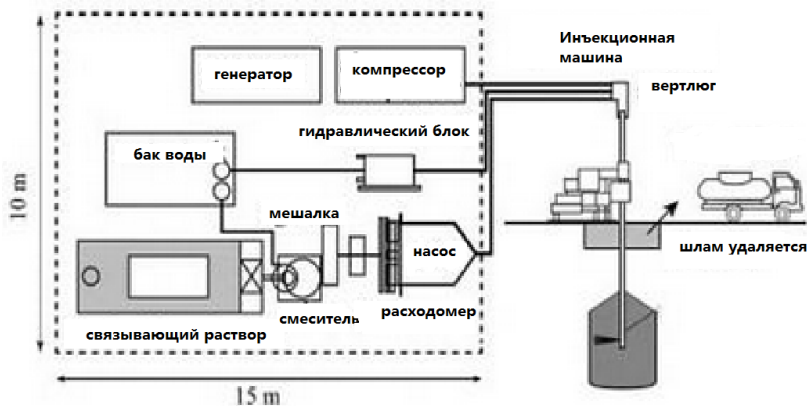 Инъекционная
машина
генератор
компрессор
вертлюг
гидравлический блок
бак воды
10 m
мешалка
насос
шлам удаляется
связывающий раствор
смеситель
расходомер
15 m